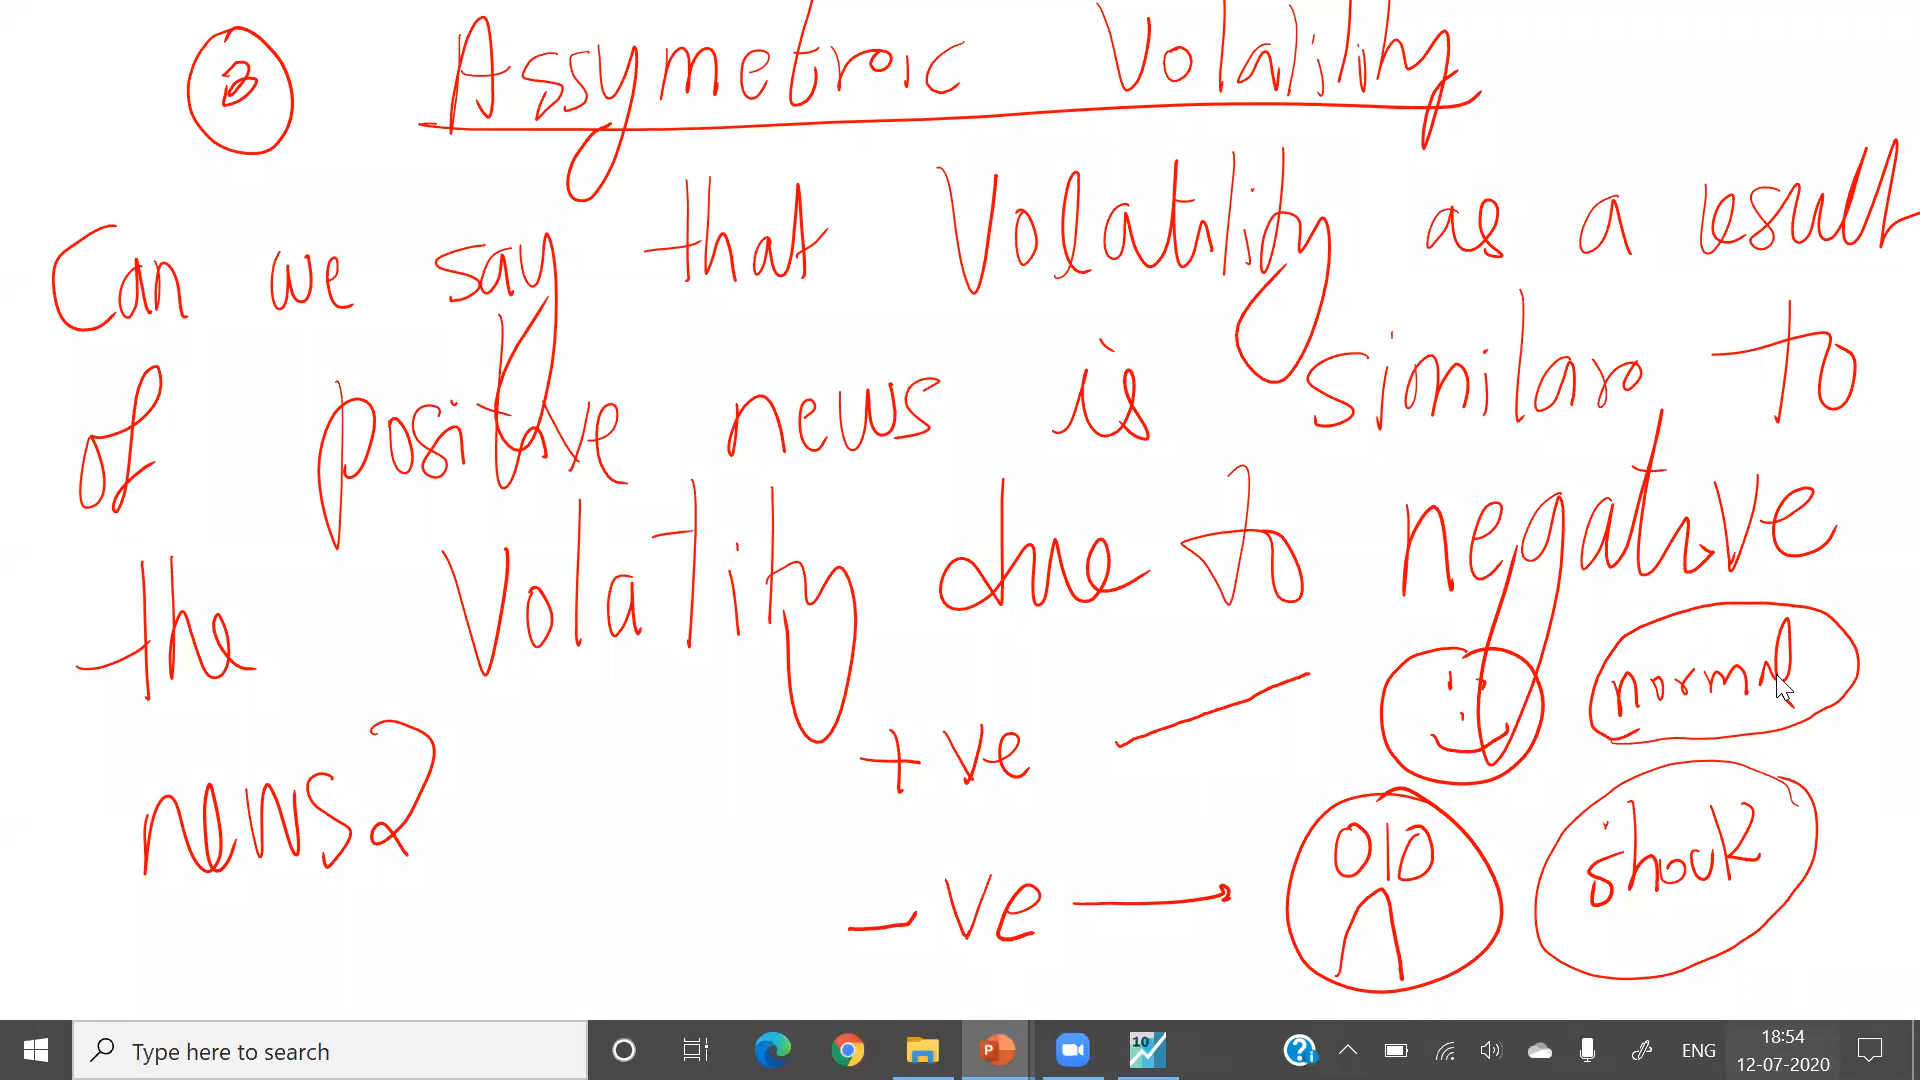 3 Assymetric Volatility
Can we say that Volatility as a result
of positive news is similar to
the Volatility due to negative
news?
+ve normal
-ve shock
Type here to search
10
ENG
18:54
12-07-2020